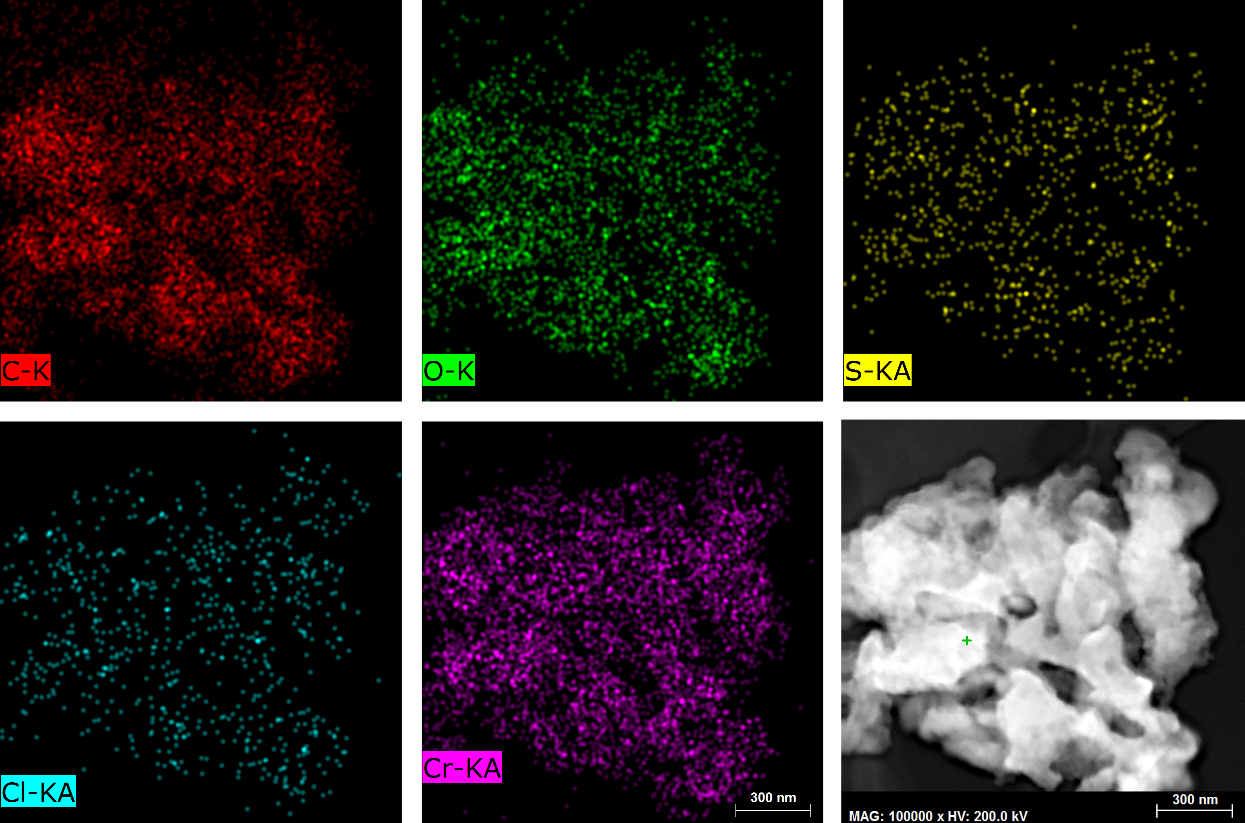 C-K
O-K
S-KA
Cl-KA
Cr-KA
300 nm
300 nm
MAG: 100000 x HV: 200.0 kV